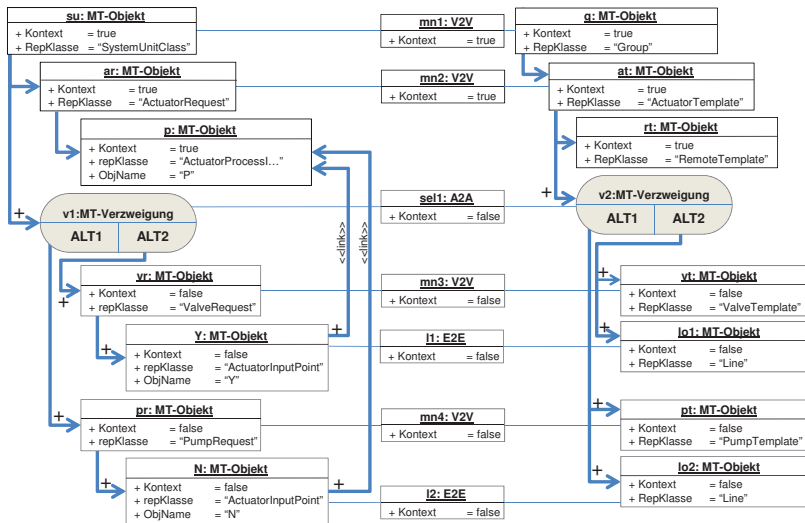 su: MT-Objekt
+ Kontext = true
+ RepKlasse = “SystemUnitClass”
mn1: V2V
+ Kontext = true
g: MT-Objekt
+ Kontext = true
+ RepKlasse = “Group”
ar: MT-Objekt
+ Kontext = true
+ RepKlasse = “ActuatorRequest”
mn2: V2V
+ Kontext = true
at: MT-Objekt
+ Kontext = true
+ RepKlasse = “ActuatorTemplate”
p: MT-Objekt
+ Kontext = true
+ repKlasse = “ActuatorProcessI...”
+ ObjName = “P”
rt: MT-Objekt
+ Kontext = true
+ RepKlasse = “RemoteTemplate”
+
v1:MT-Verzweigung
ALT1 ALT2
sel1: A2A
+ Kontext = false
+
v2:MT-Verzweigung
ALT1 ALT2
<<link>>
<<link>>
+
vr: MT-Objekt
+ Kontext = false
+ repKlasse = “ValveRequest”
mn3: V2V
+ Kontext = false
+
vt: MT-Objekt
+ Kontext = false
+ RepKlasse = “ValveTemplate”
+
Y: MT-Objekt
+ Kontext = false
+ repKlasse = “ActuatorInputPoint”
+ ObjName = “Y”
+
l1: E2E
+ Kontext = false
+
lo1: MT-Objekt
+ Kontext = false
+ RepKlasse = “Line”
+
pr: MT-Objekt
+ Kontext = false
+ repKlasse = “PumpRequest”
mn4: V2V
+ Kontext = false
+
pt: MT-Objekt
+ Kontext = false
+ RepKlasse = “PumpTemplate”
+
N: MT-Objekt
+ Kontext = false
+ repKlasse = “ActuatorInputPoint”
+ ObjName = “N”
+
l2: E2E
+ Kontext = false
+
lo2: MT-Objekt
+ Kontext = false
+ RepKlasse = “Line”